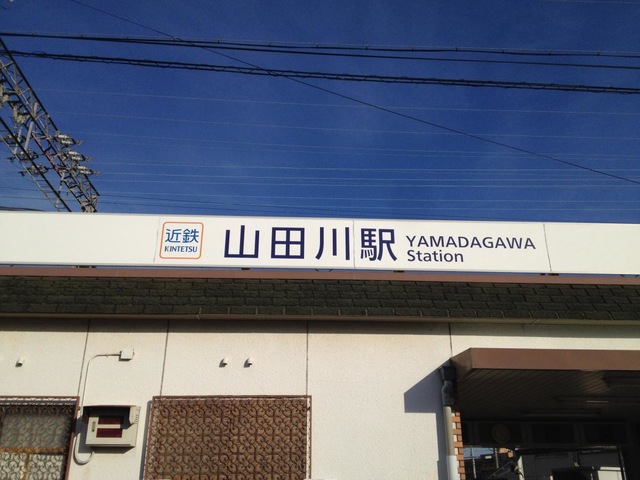 近鉄
KINTETSU
山田川駅
YAMADAGAWA
Station